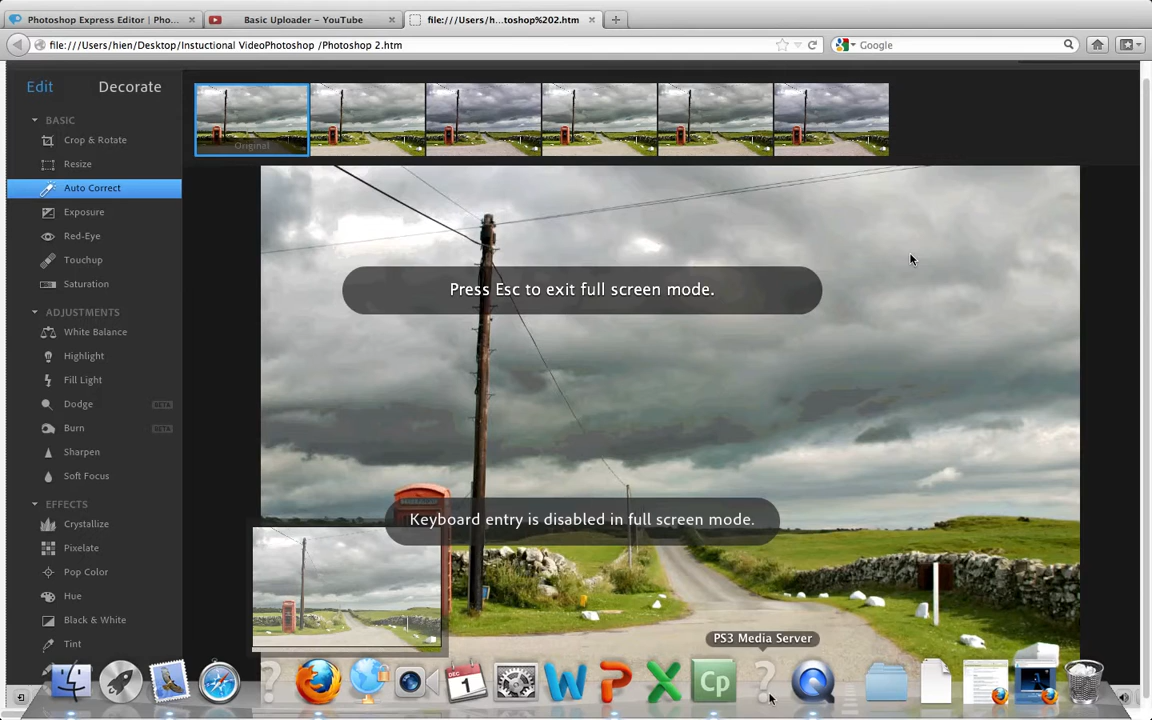 Photoshop Express Editor | Pho...
Basic Uploader – YouTube
file:///Users/h...toshop%202.htm
file:///Users/hien/Desktop/Instuctional VideoPhotoshop /Photoshop 2.htm
Google
Edit
Decorate
Original
BASIC
Crop & Rotate
Resize
Auto Correct
Exposure
Red-Eye
Touchup
Saturation
ADJUSTMENTS
White Balance
Highlight
Fill Light
Dodge BETA
Burn BETA
Sharpen
Soft Focus
EFFECTS
Crystallize
Pixelate
Pop Color
Hue
Black & White
Tint
Press Esc to exit full screen mode.
Keyboard entry is disabled in full screen mode.
PS3 Media Server
DEC
1
W
P
X
Cp
?